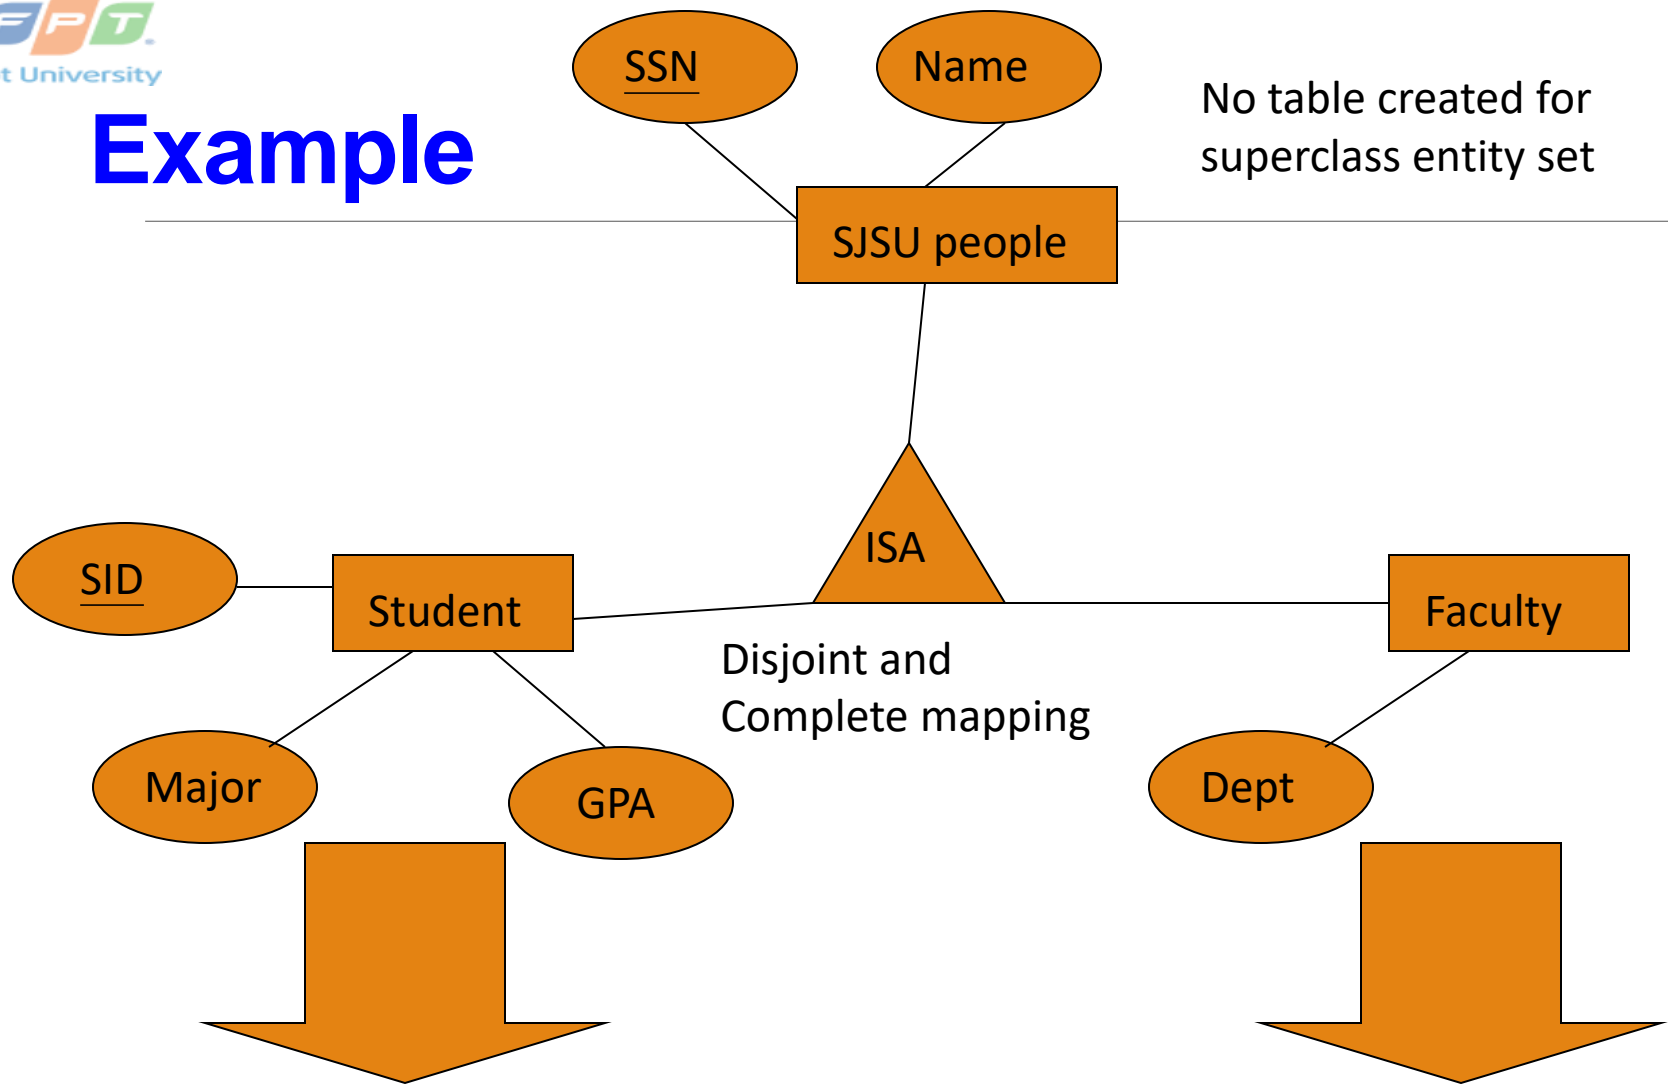 FPT.
t University
Example
SSN
Name
No table created for
superclass entity set
SJSU people
ISA
SID
Student
Faculty
Disjoint and
Complete mapping
Major
GPA
Dept